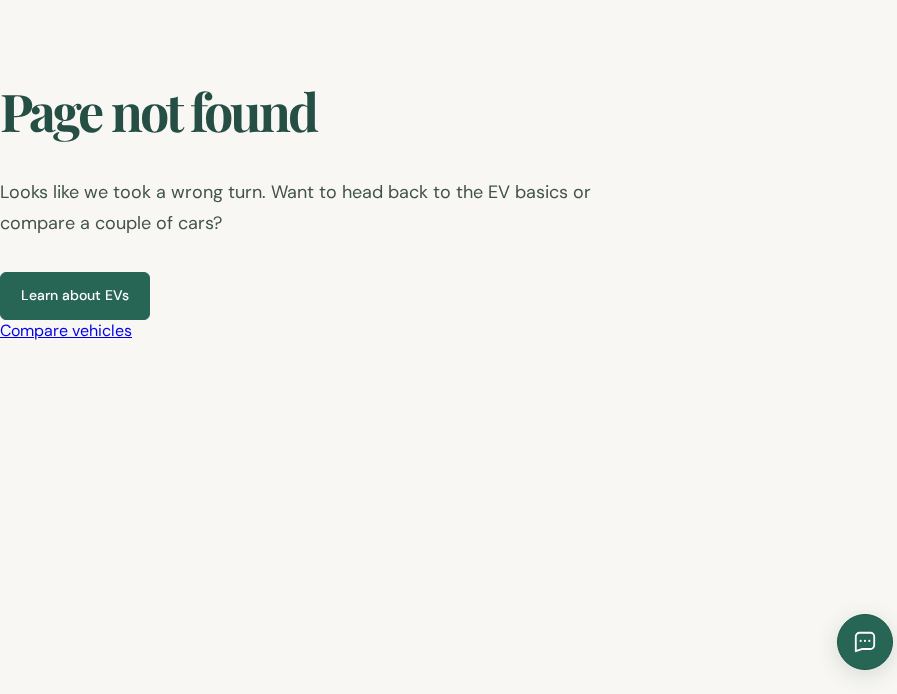 Page not found
Looks like we took a wrong turn. Want to head back to the EV basics or
compare a couple of cars?
Learn about EVs
Compare vehicles